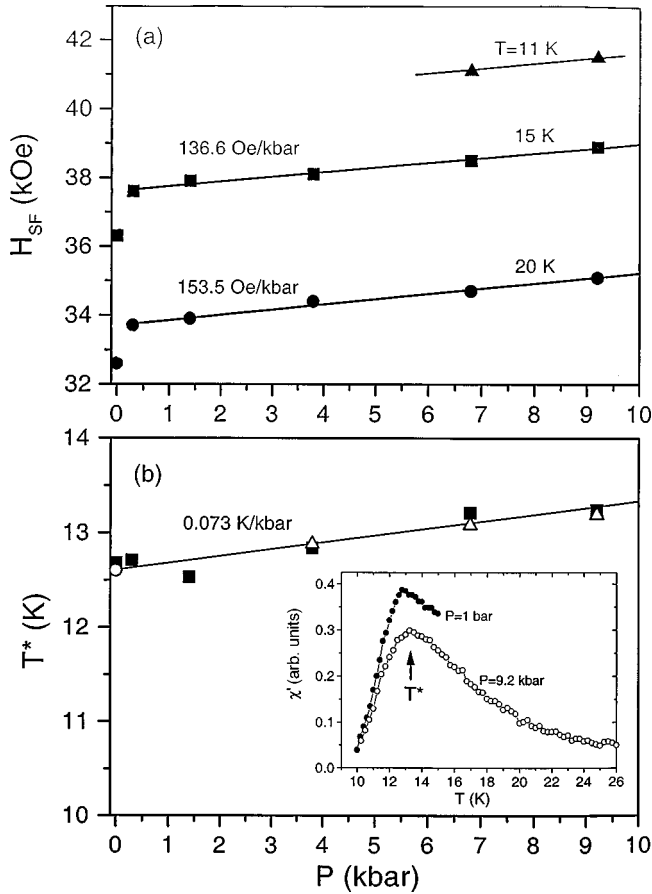 (a)
T=11 K
136.6 Oe/kbar
15 K
153.5 Oe/kbar
20 K
H_SF (kOe)
42
40
38
36
34
32
0 1 2 3 4 5 6 7 8 9 10
(b)
0.073 K/kbar
T* (K)
14
13
12
11
10
χ' (arb. units)
0.4
0.3
0.2
0.1
0.0
P=1 bar
P=9.2 kbar
T*
10 12 14 16 18 20 22 24 26
T (K)
0 1 2 3 4 5 6 7 8 9 10
P (kbar)